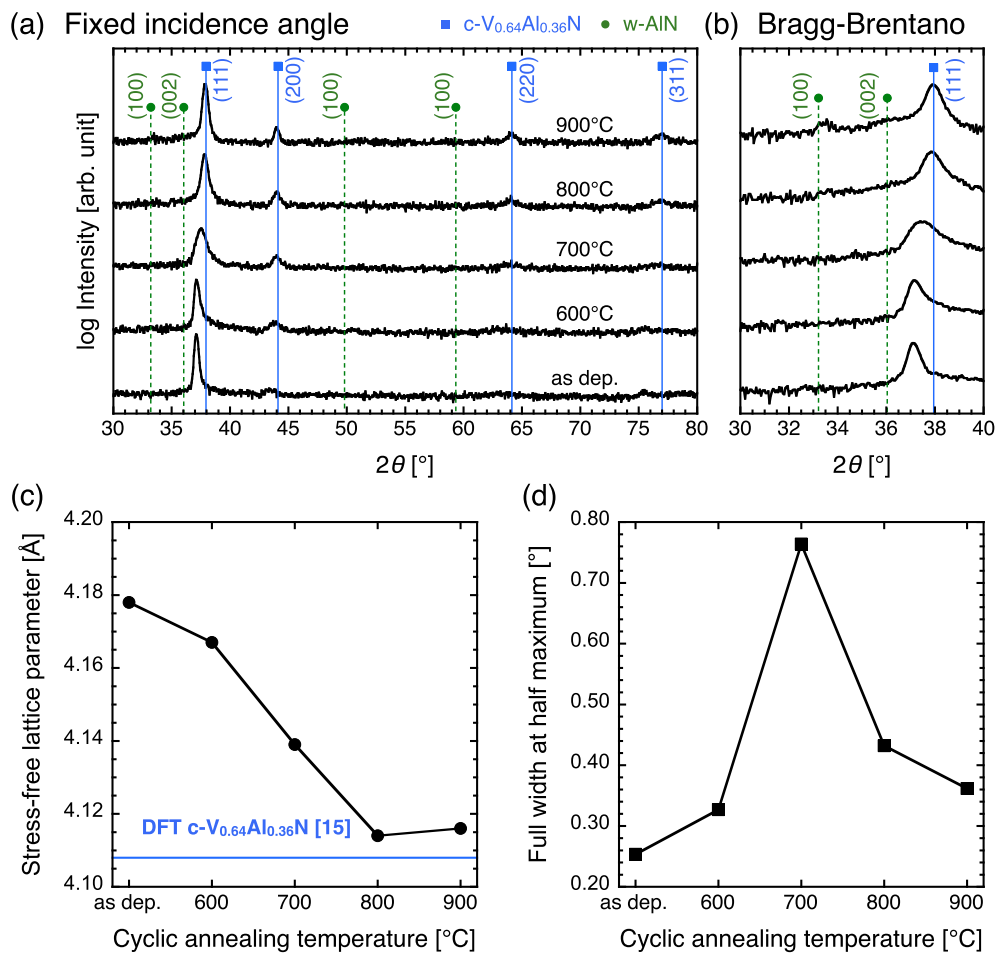 (a) Fixed incidence angle
c-V0.64Al0.36N
w-AlN
(100)
(002)
(111)
(200)
(100)
(100)
(220)
(311)
900°C
800°C
700°C
600°C
as dep.
log Intensity [arb. unit]
30 35 40 45 50 55 60 65 70 75 80
2θ [°]
(b) Bragg-Brentano
(100)
(002)
(111)
30 32 34 36 38 40
2θ [°]
(c)
4.20
4.18
4.16
4.14
4.12
4.10
Stress-free lattice parameter [Å]
DFT c-V0.64Al0.36N [15]
as dep. 600 700 800 900
Cyclic annealing temperature [°C]
(d)
0.80
0.70
0.60
0.50
0.40
0.30
0.20
Full width at half maximum [°]
as dep. 600 700 800 900
Cyclic annealing temperature [°C]